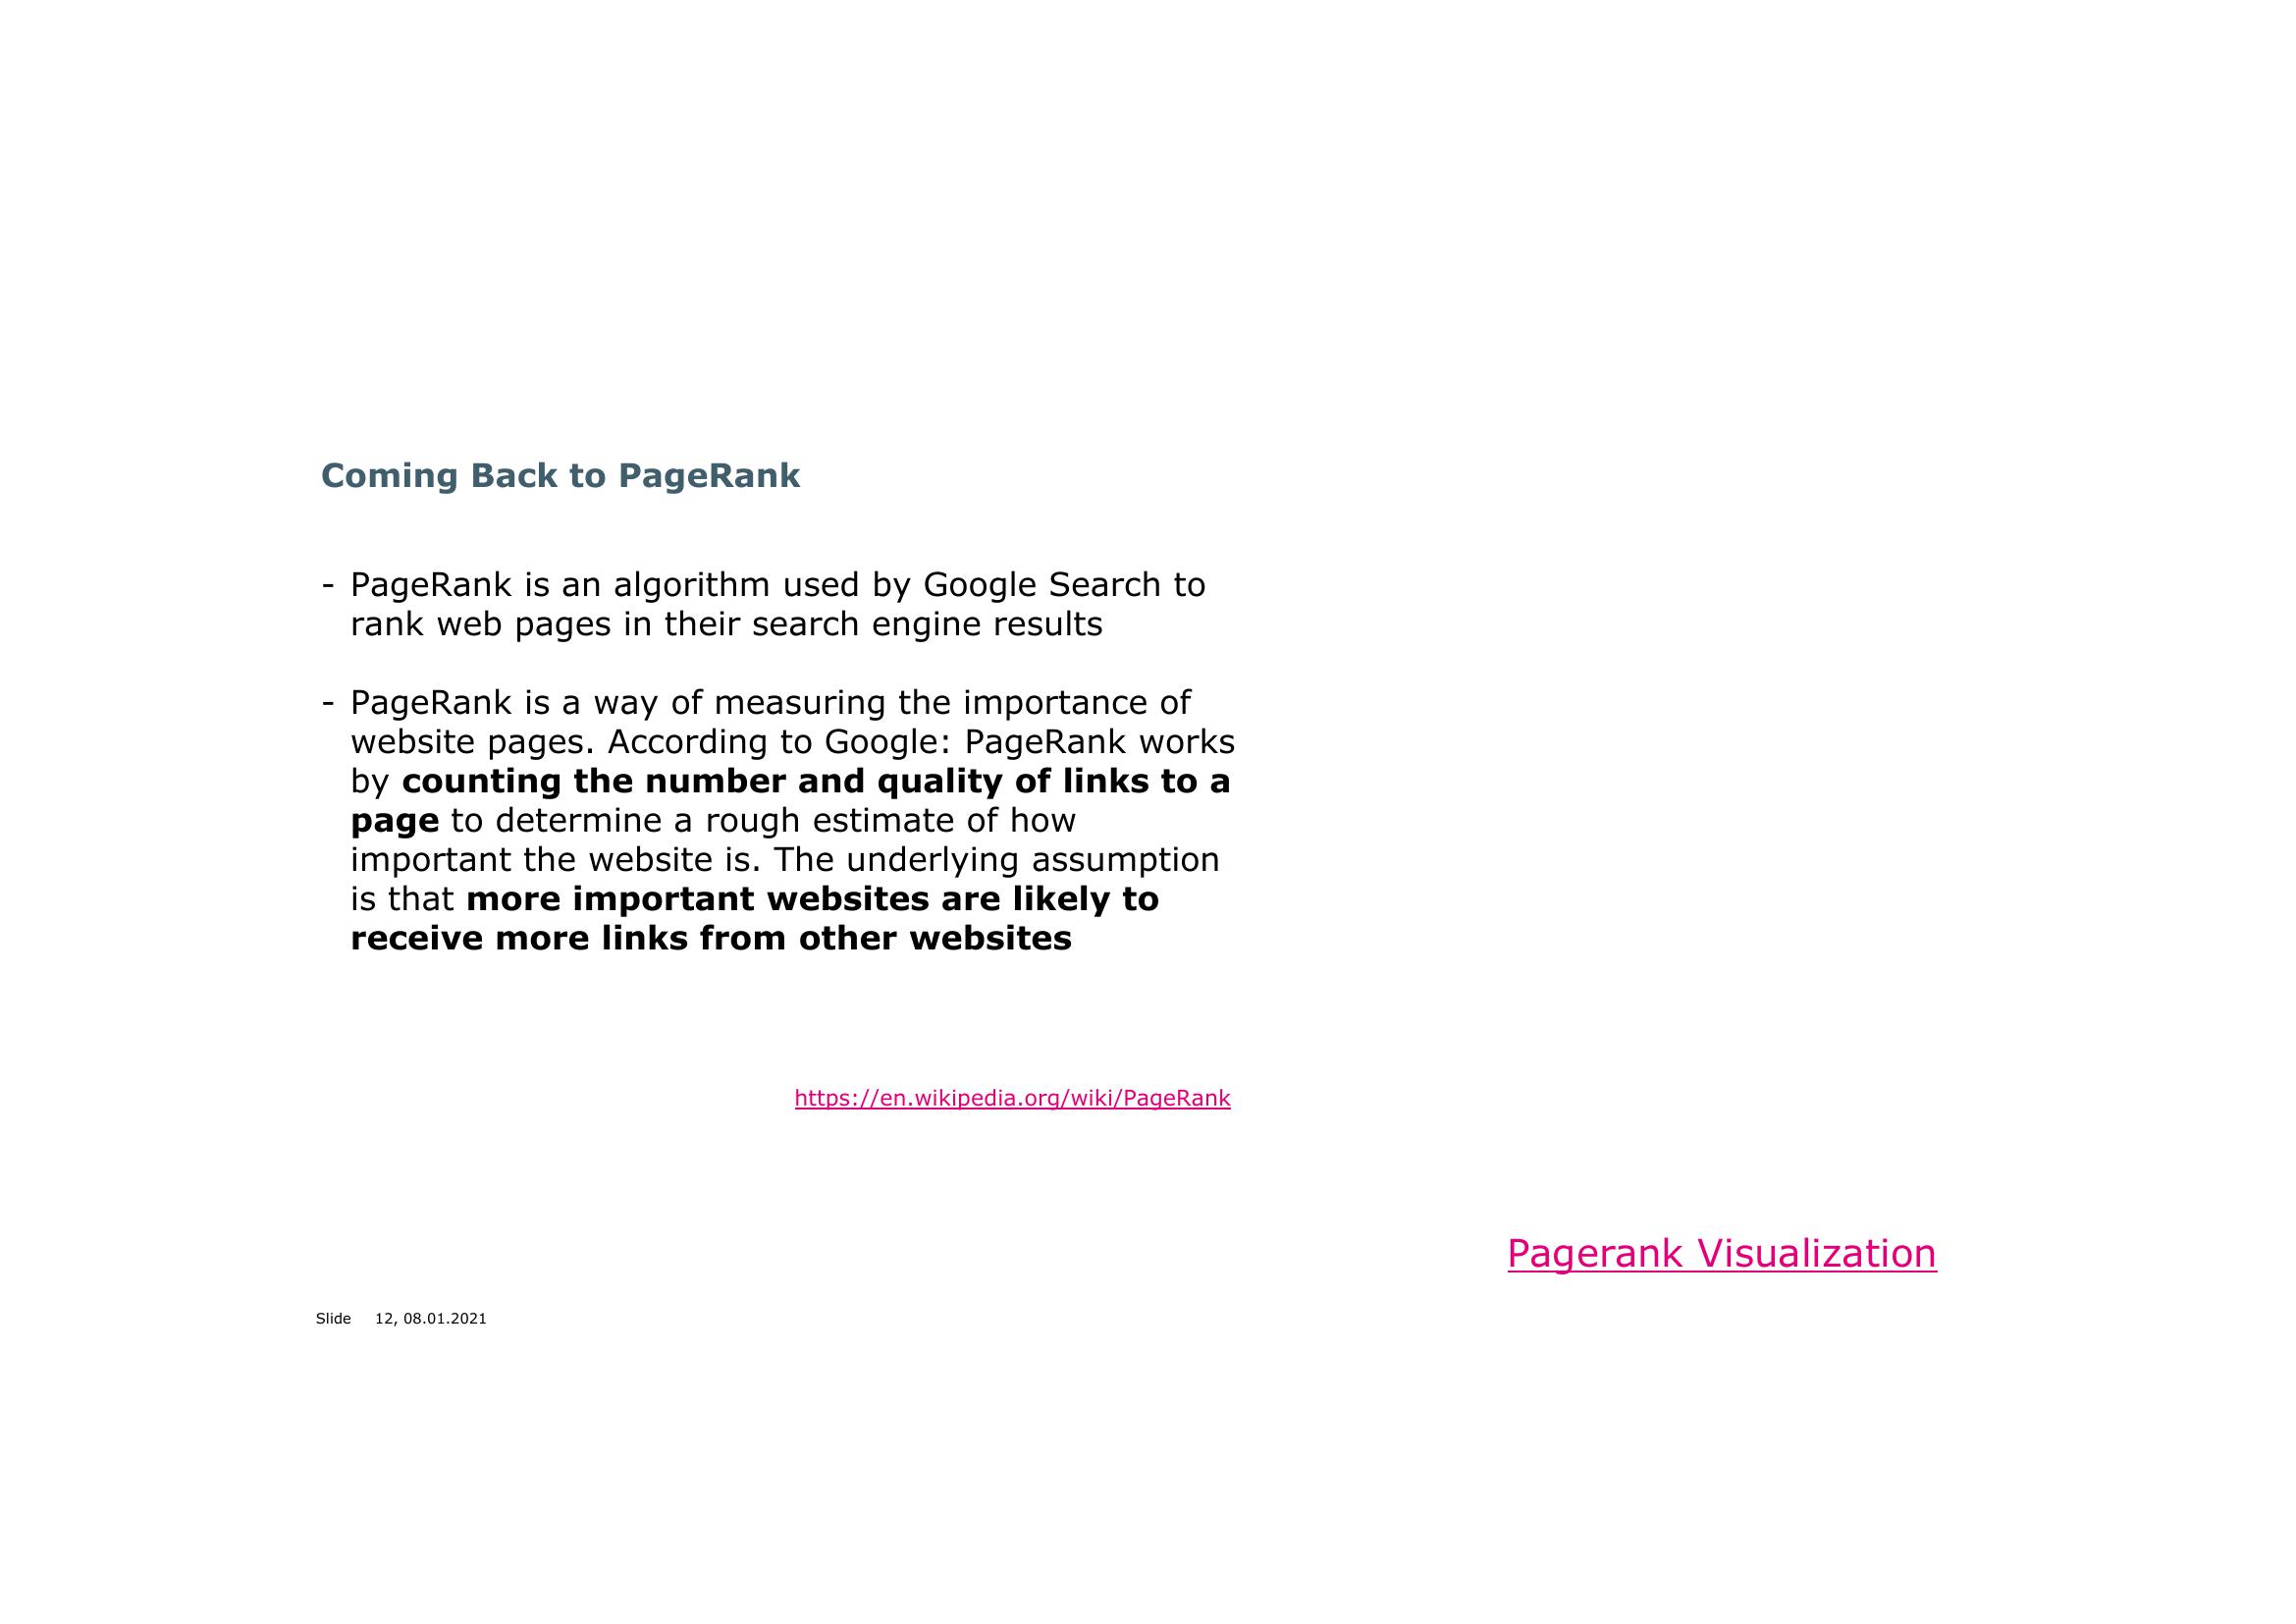 Coming Back to PageRank
- PageRank is an algorithm used by Google Search to
rank web pages in their search engine results
- PageRank is a way of measuring the importance of
website pages. According to Google: PageRank works
by counting the number and quality of links to a
page to determine a rough estimate of how
important the website is. The underlying assumption
is that more important websites are likely to
receive more links from other websites
https://en.wikipedia.org/wiki/PageRank
Pagerank Visualization
Slide 12, 08.01.2021